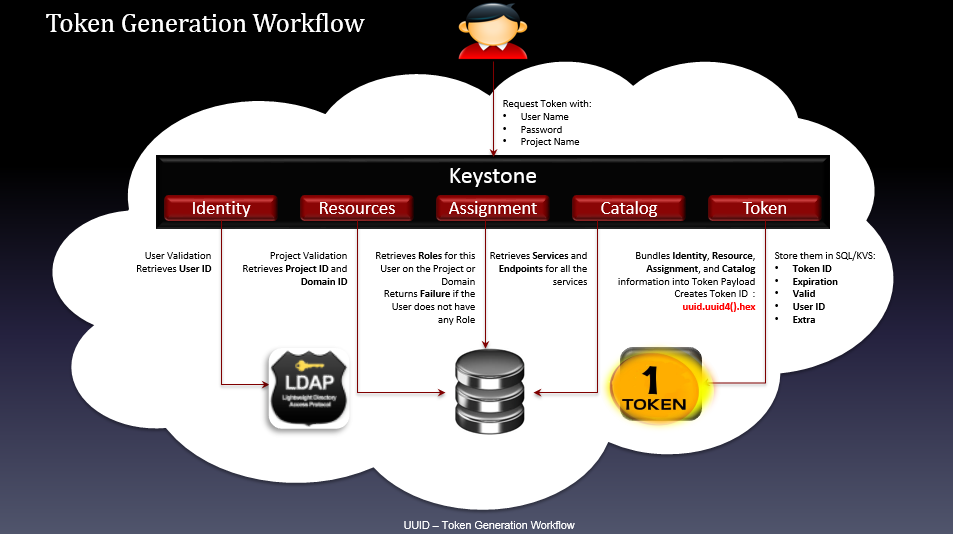 Token Generation Workflow
Request Token with:
• User Name
• Password
• Project Name
Keystone
Identity
Resources
Assignment
Catalog
Token
User Validation
Retrieves User ID
Project Validation
Retrieves Project ID and
Domain ID
Retrieves Roles for this
User on the Project or
Domain
Returns Failure if the
User does not have
any Role
Retrieves Services and
Endpoints for all the
services
Bundles Identity, Resource,
Assignment, and Catalog
information into Token Payload
Creates Token ID :
uuid.uuid4().hex
Store them in SQL/KVS:
• Token ID
• Expiration
• Valid
• User ID
• Extra
LDAP
Lightweight Directory
Access Protocol
1
TOKEN
UUID – Token Generation Workflow